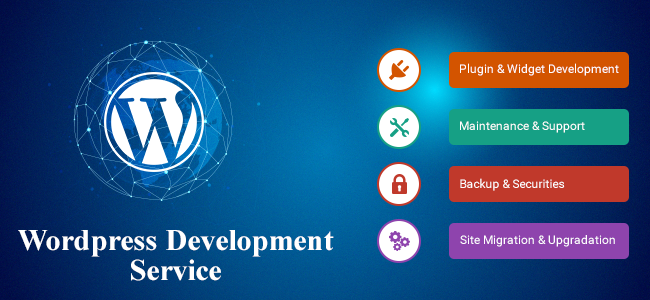 Wordpress Development
Service
Plugin & Widget Development
Maintenance & Support
Backup & Securities
Site Migration & Upgradation